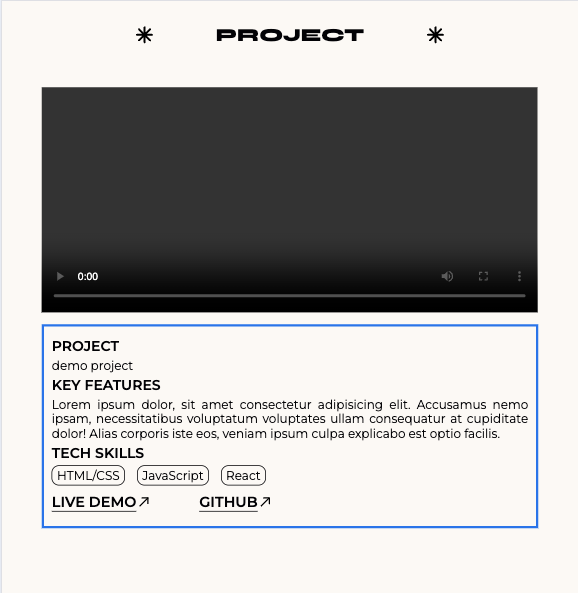 PROJECT
0:00
PROJECT
demo project
KEY FEATURES
Lorem ipsum dolor, sit amet consectetur adipisicing elit. Accusamus nemo
ipsam, necessitatibus voluptatum voluptates ullam consequatur at cupiditate
dolor! Alias corporis iste eos, veniam ipsum culpa explicabo est optio facilis.
TECH SKILLS
HTML/CSS JavaScript React
LIVE DEMO GITHUB